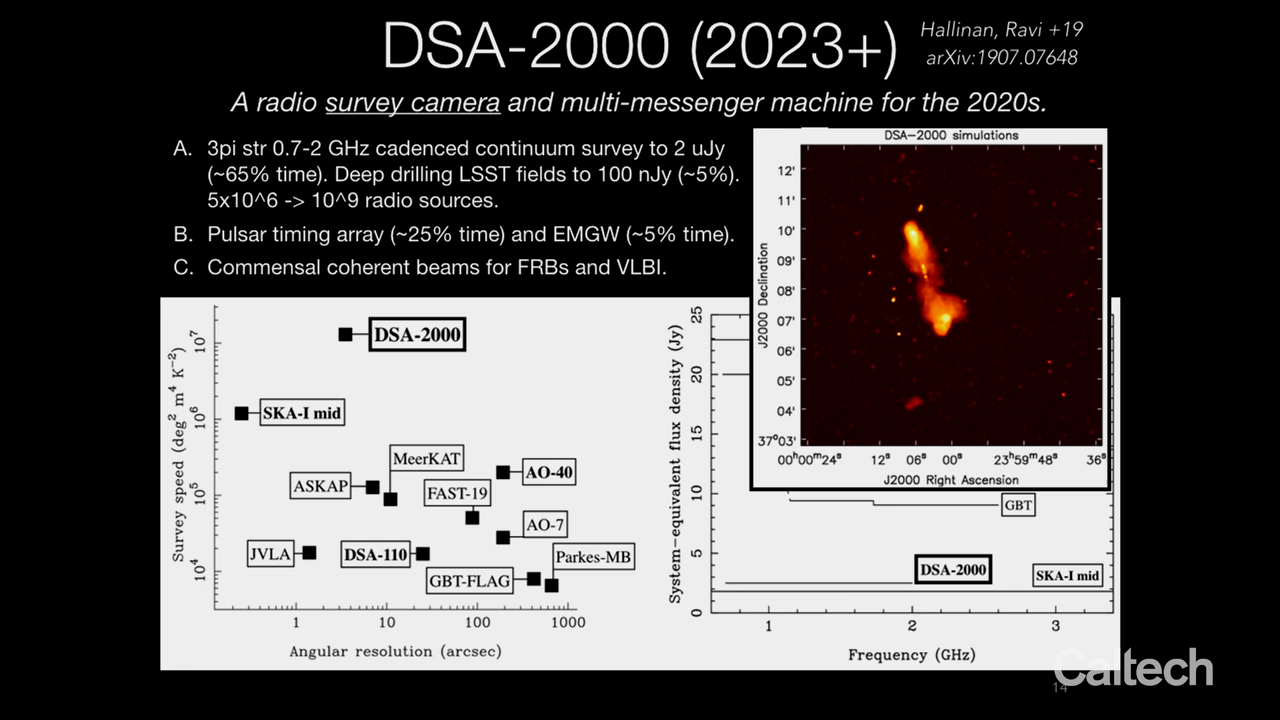 DSA-2000 (2023+)
Hallinan, Ravi +19
arXiv:1907.07648
A radio survey camera and multi-messenger machine for the 2020s.
A. 3pi str 0.7-2 GHz cadenced continuum survey to 2 uJy
(~65% time). Deep drilling LSST fields to 100 nJy (~5%).
5x10^6 -> 10^9 radio sources.
B. Pulsar timing array (~25% time) and EMGW (~5% time).
C. Commensal coherent beams for FRBs and VLBI.
DSA-2000 simulations
J2000 Declination
12'
11'
10'
09'
08'
07'
06'
05'
04'
37°03'
00ʰ00ᵐ24ˢ 12ˢ 06ˢ 00ˢ 23ʰ59ᵐ48ˢ 36ˢ
J2000 Right Ascension
Survey speed (deg² m⁴ K⁻²)
10⁷
10⁶
10⁵
10⁴
DSA-2000
SKA-I mid
MeerKAT
ASKAP
AO-40
FAST-19
AO-7
JVLA
DSA-110
Parkes-MB
GBT-FLAG
1 10 100 1000
Angular resolution (arcsec)
System-equivalent flux density (Jy)
25
20
15
10
5
0
GBT
DSA-2000
SKA-I mid
1 2 3
Frequency (GHz)
Caltech
14